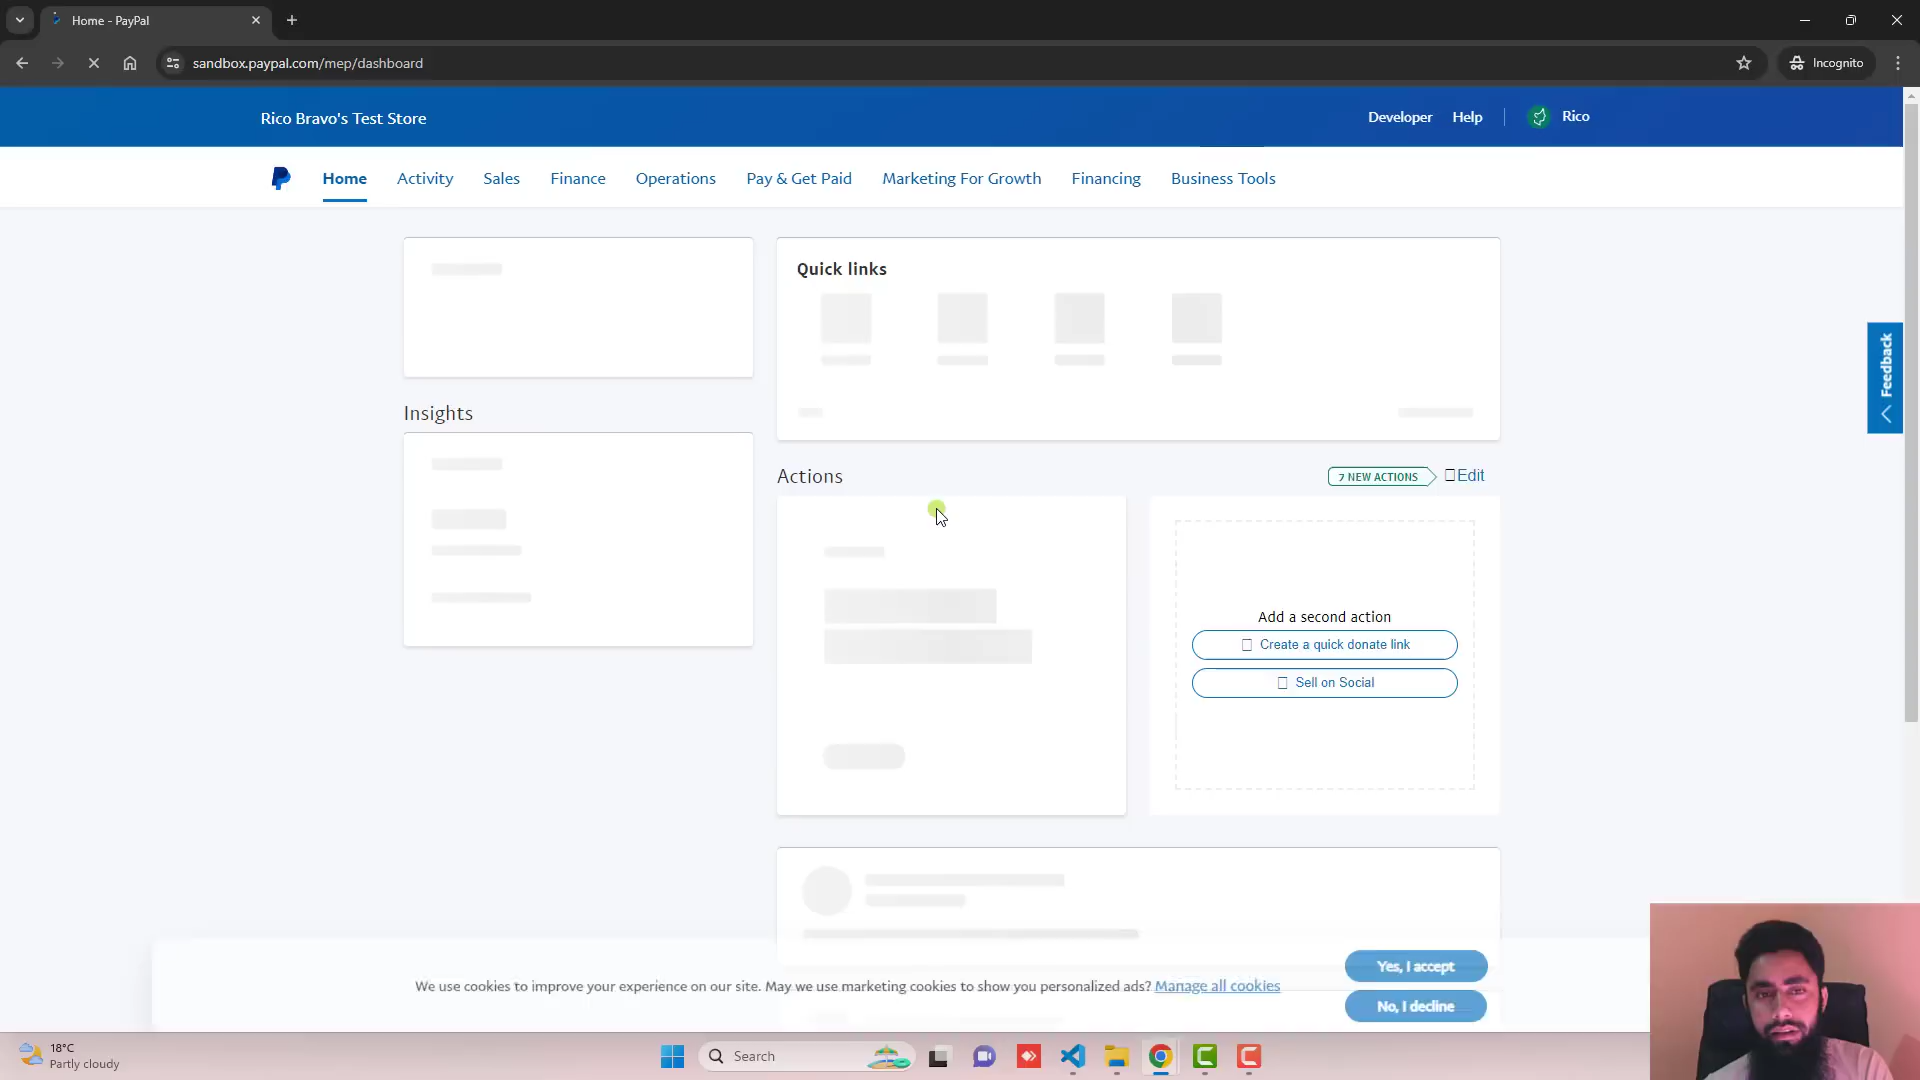 Home - PayPal
sandbox.paypal.com/mep/dashboard
Incognito
Rico Bravo's Test Store
Developer
Help
Rico
Home
Activity
Sales
Finance
Operations
Pay & Get Paid
Marketing For Growth
Financing
Business Tools
Quick links
Feedback
Insights
Actions
7 NEW ACTIONS
Edit
Add a second action
Create a quick donate link
Sell on Social
We use cookies to improve your experience on our site. May we use marketing cookies to show you personalized ads? Manage all cookies
Yes, I accept
No, I decline
18°C
Partly cloudy
Search